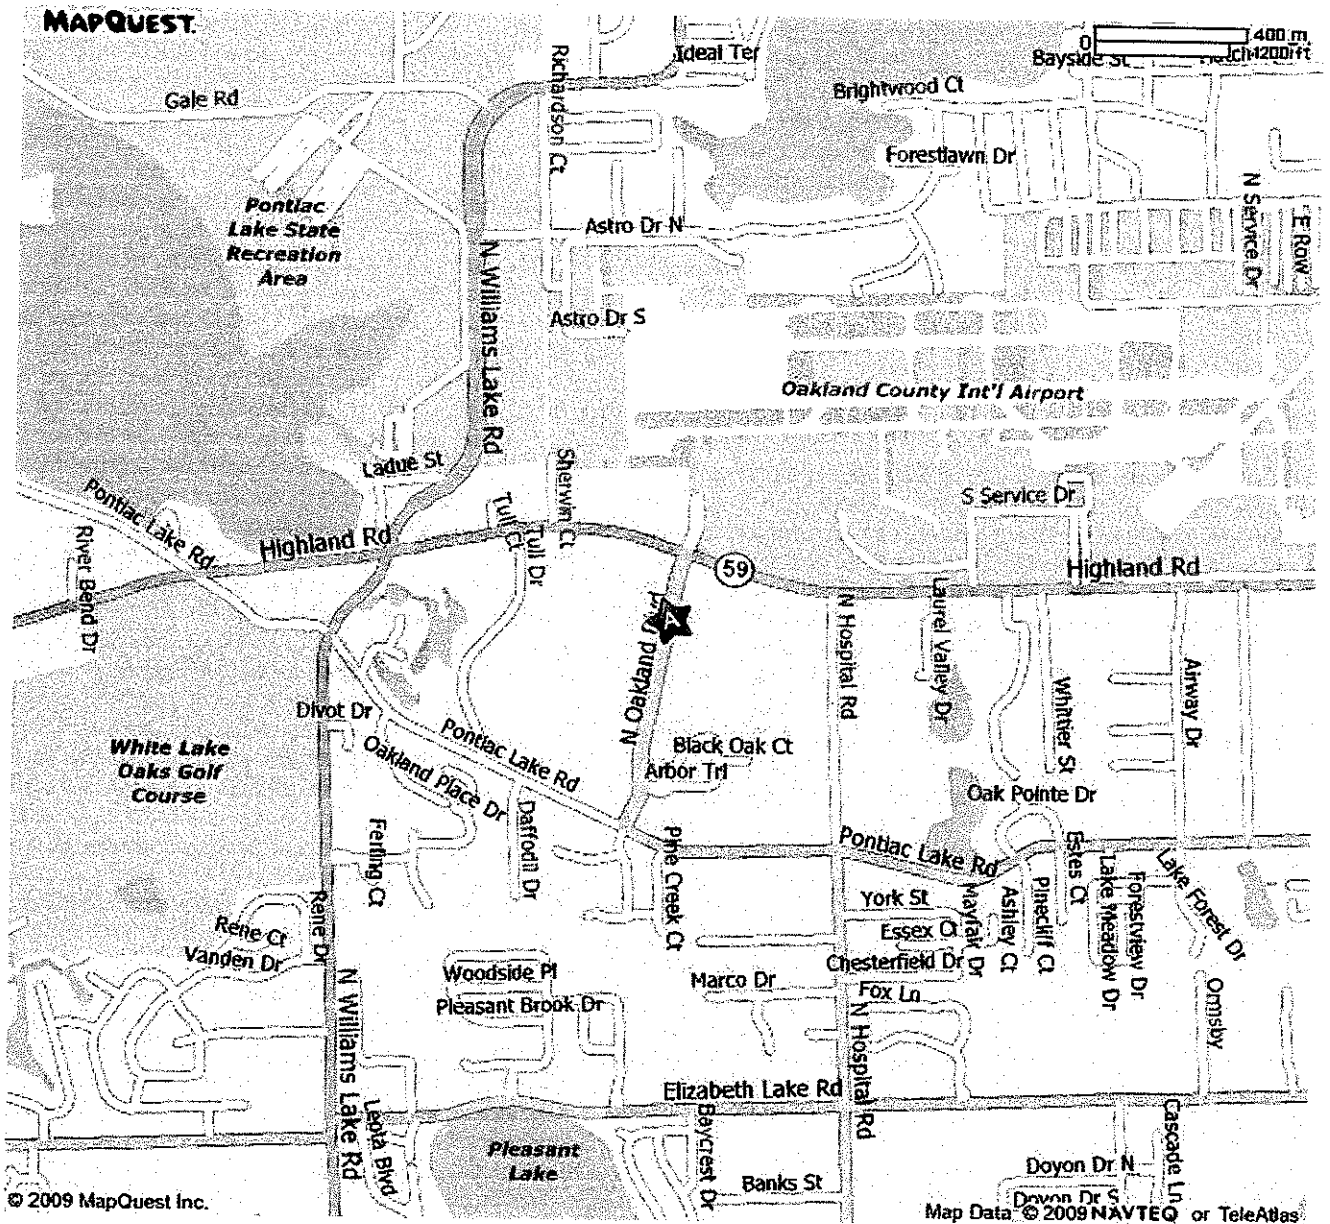 MAPQUEST.
0
400 m
1200 ft
Ideal Ter
Bayside St
Gale Rd
Richardson Ct
Brightwood Ct
Forestlawn Dr
Pontiac
Lake State
Recreation
Area
N Service Dr
E Row
Astro Dr N
N Williams Lake Rd
Astro Dr S
Oakland County Int'l Airport
Ladue St
Sherwin Ct
Pontiac Lake Rd
S Service Dr
Tull Ct
Tull Dr
River Bend Dr
Highland Rd
59
Highland Rd
N Oakland
A
N Hospital Rd
Laurel Valley Dr
Whittier St
Airway Dr
Divot Dr
White Lake
Oaks Golf
Course
Pontiac Lake Rd
Oakland Place Dr
Black Oak Ct
Arbor Trl
Oak Pointe Dr
Ferling Ct
Daffodil Dr
Pine Creek Ct
Pontiac Lake Rd
Estes Ct
Lake Forest Dr
Rene Dr
York St
Mayfair Dr
Ashley Ct
Pinecliff Ct
Lake Meadow Dr
Forestview Dr
Rene Ct
Essex Ct
Vanden Dr
Woodside Pl
Chesterfield Dr
Marco Dr
Fox Ln
Pleasant Brook Dr
Ormsby
N Williams Lake Rd
N Hospital Rd
Elizabeth Lake Rd
Leota Blvd
Baycrest Dr
Cascade Ln
Pleasant
Lake
Doyon Dr N
Banks St
Doyon Dr S
© 2009 MapQuest Inc.
Map Data © 2009 NAVTEQ or TeleAtlas